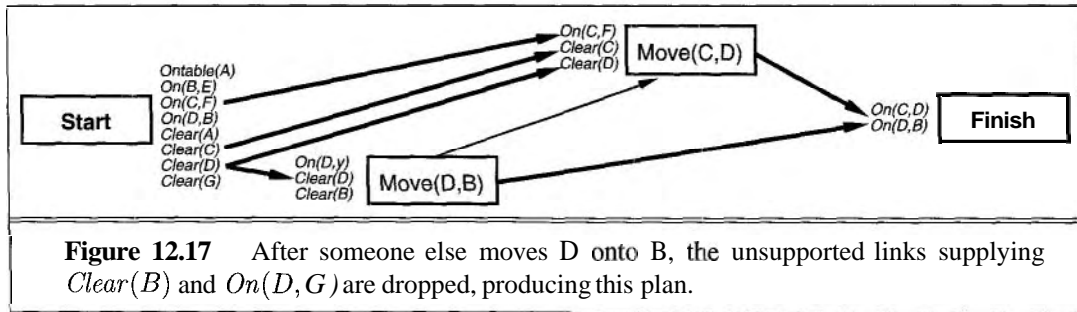 Start
Ontable(A)
On(B,E)
On(C,F)
On(D,B)
Clear(A)
Clear(C)
Clear(D)
Clear(G)
On(D,y)
Clear(D)
Clear(B)
Move(D,B)
On(C,F)
Clear(C)
Clear(D)
Move(C,D)
On(C,D)
On(D,B)
Finish
Figure 12.17 After someone else moves D onto B, the unsupported links supplying
Clear(B) and On(D, G) are dropped, producing this plan.